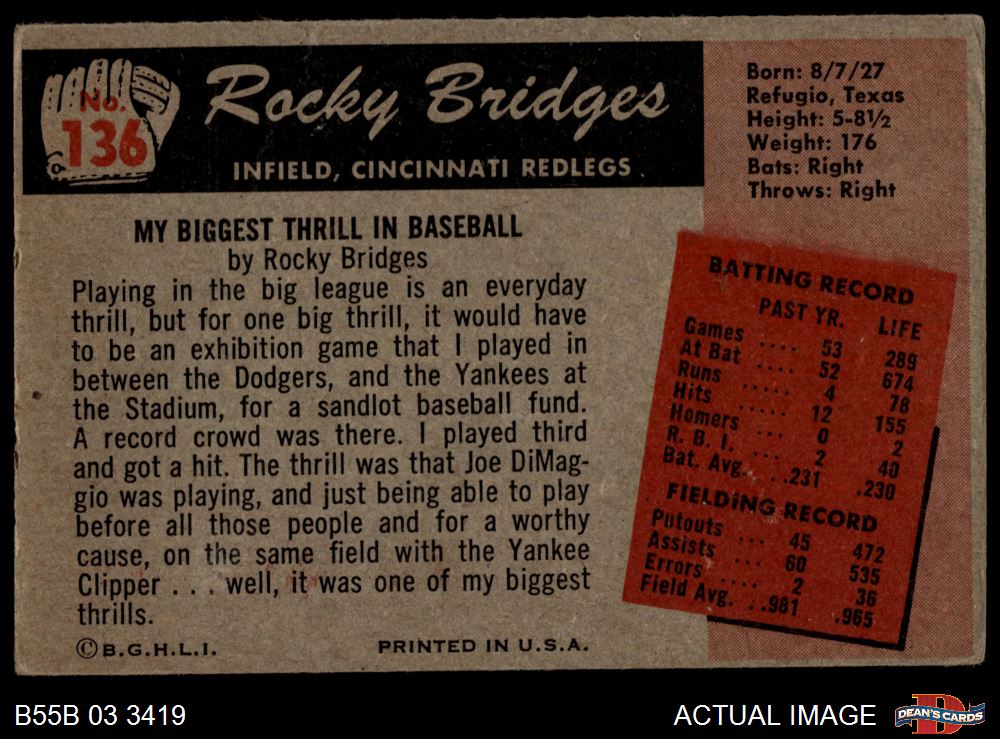 No.
136
Rocky Bridges
INFIELD, CINCINNATI REDLEGS
Born: 8/7/27
Refugio, Texas
Height: 5-8½
Weight: 176
Bats: Right
Throws: Right
MY BIGGEST THRILL IN BASEBALL
by Rocky Bridges
Playing in the big league is an everyday
thrill, but for one big thrill, it would have
to be an exhibition game that I played in
between the Dodgers, and the Yankees at
the Stadium, for a sandlot baseball fund.
A record crowd was there. I played third
and got a hit. The thrill was that Joe DiMag-
gio was playing, and just being able to play
before all those people and for a worthy
cause, on the same field with the Yankee
Clipper . . . well, it was one of my biggest
thrills.
©B.G.H.L.I. PRINTED IN U.S.A.
BATTING RECORD
PAST YR. LIFE
Games .... 53 289
At Bat .... 52 674
Runs ..... 4 78
Hits ..... 12 155
Homers ... 0 2
R. B. I. ... 2 40
Bat. Avg. ..231 .230
FIELDING RECORD
Putouts ... 45 472
Assists ... 60 535
Errors .... 2 36
Field Avg. ..981 .965
B55B 03 3419
ACTUAL IMAGE
DEAN'S CARDS